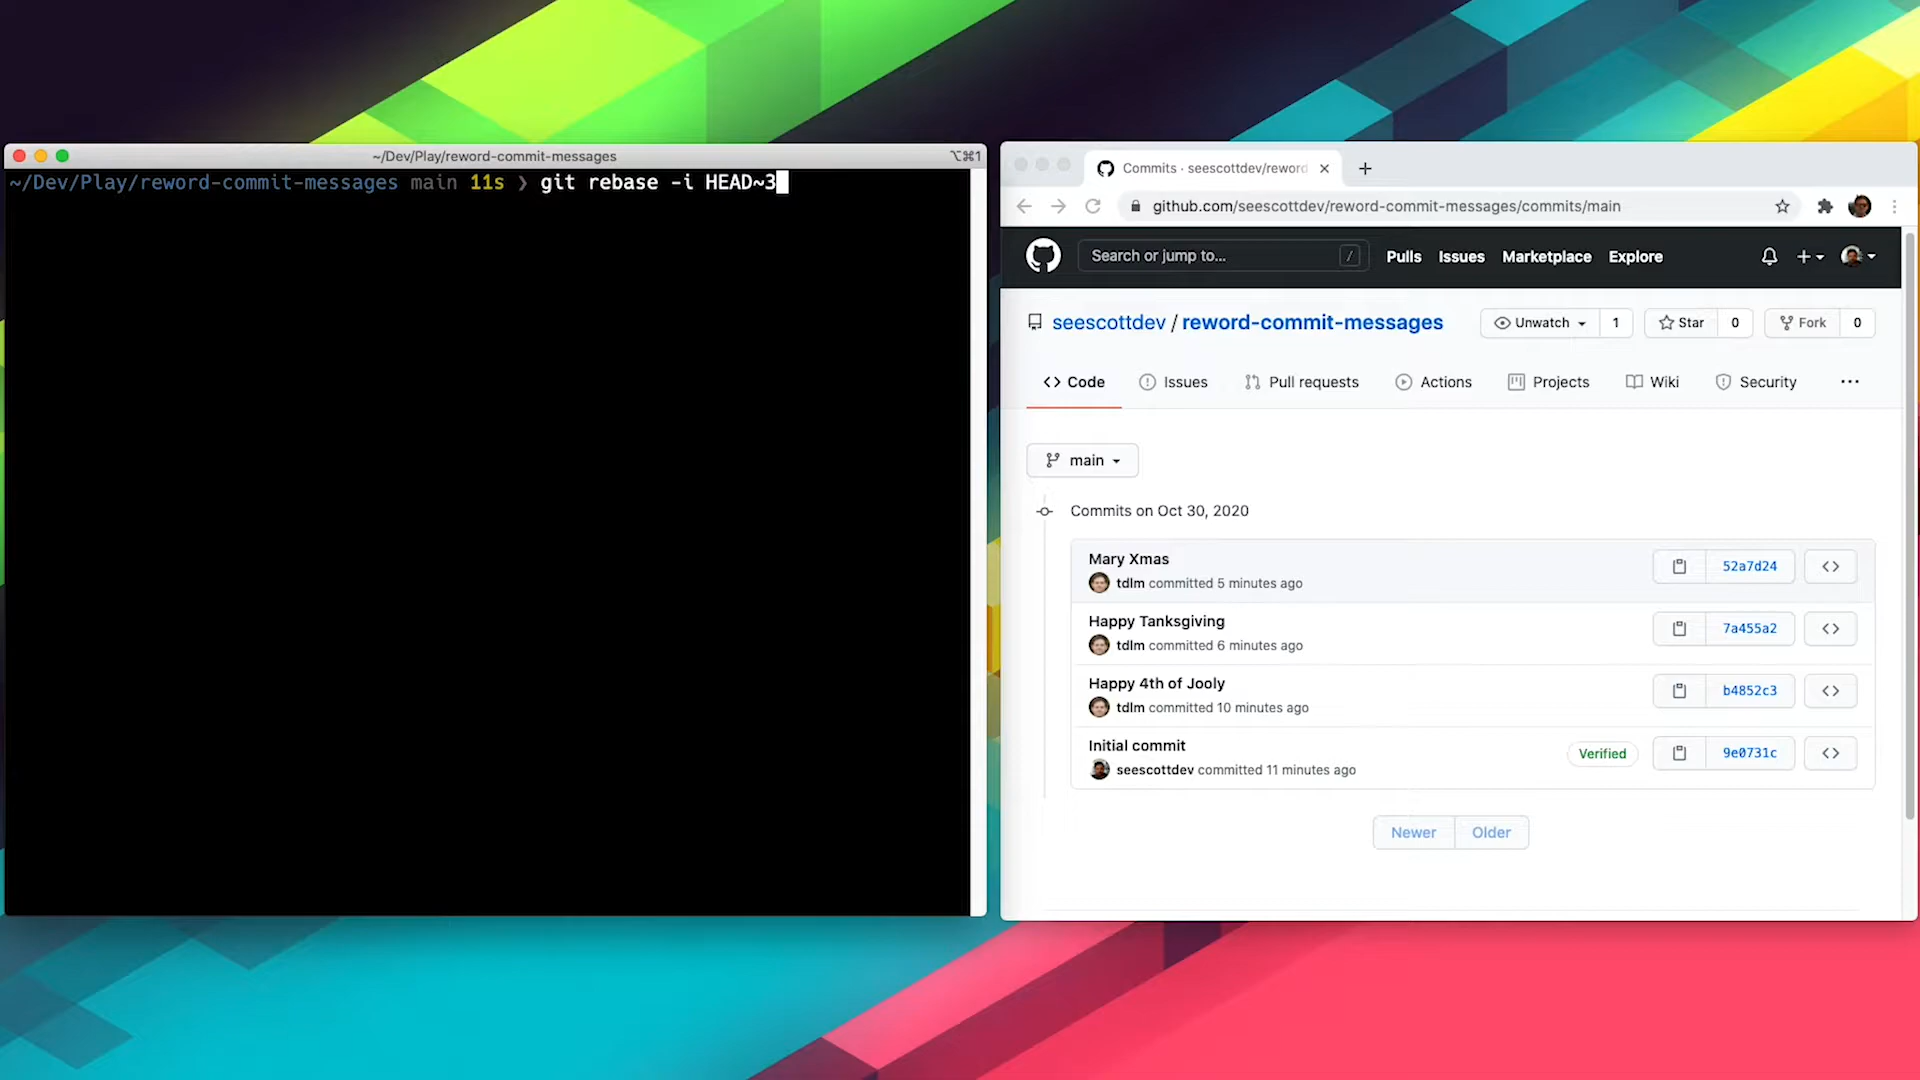 ~/Dev/Play/reword-commit-messages
⌥⌘1
~/Dev/Play/reword-commit-messages main 11s ❯ git rebase -i HEAD~3
Commits · seescottdev/reword
github.com/seescottdev/reword-commit-messages/commits/main
Search or jump to... /
Pulls Issues Marketplace Explore
seescottdev / reword-commit-messages
Unwatch 1 Star 0 Fork 0
Code Issues Pull requests Actions Projects Wiki Security
main
Commits on Oct 30, 2020
Mary Xmas
tdlm committed 5 minutes ago
52a7d24
Happy Tanksgiving
tdlm committed 6 minutes ago
7a455a2
Happy 4th of Jooly
tdlm committed 10 minutes ago
b4852c3
Initial commit
seescottdev committed 11 minutes ago
Verified
9e0731c
Newer Older